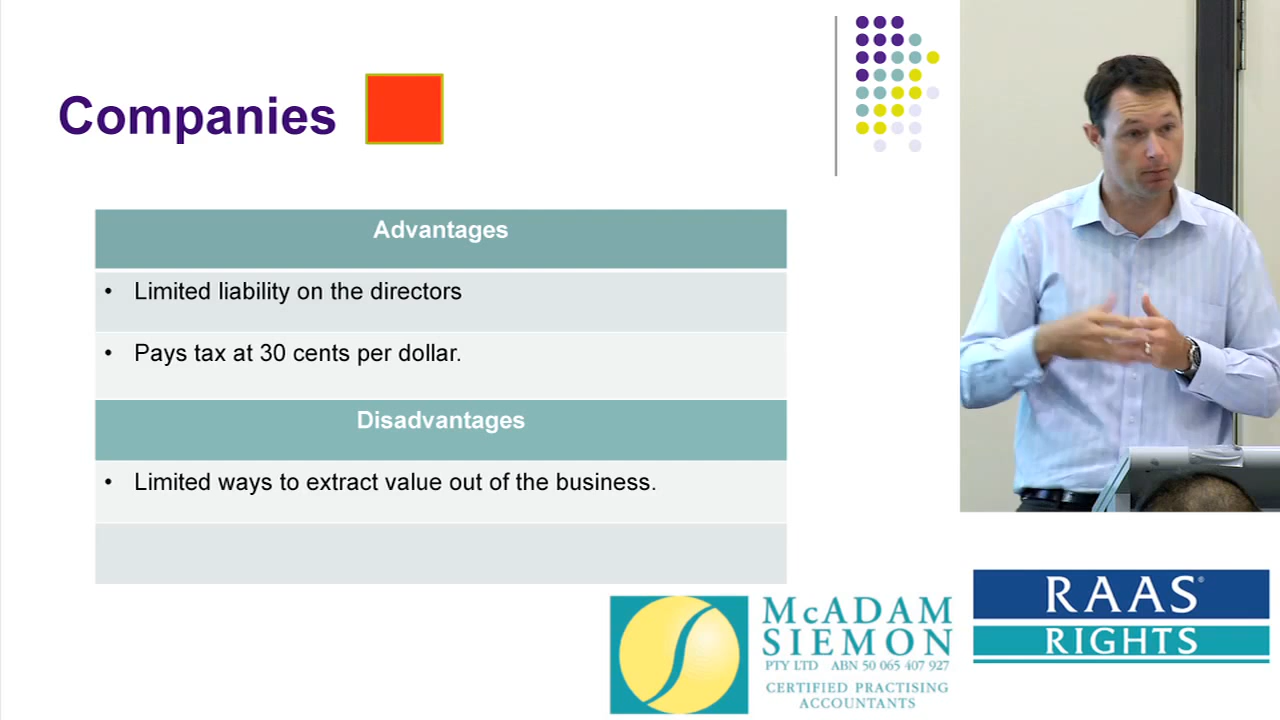 Companies
Advantages
• Limited liability on the directors
• Pays tax at 30 cents per dollar.
Disadvantages
• Limited ways to extract value out of the business.
McADAM
SIEMON
PTY LTD ABN 50 065 407 927
CERTIFIED PRACTISING
ACCOUNTANTS
RAAS®
RIGHTS